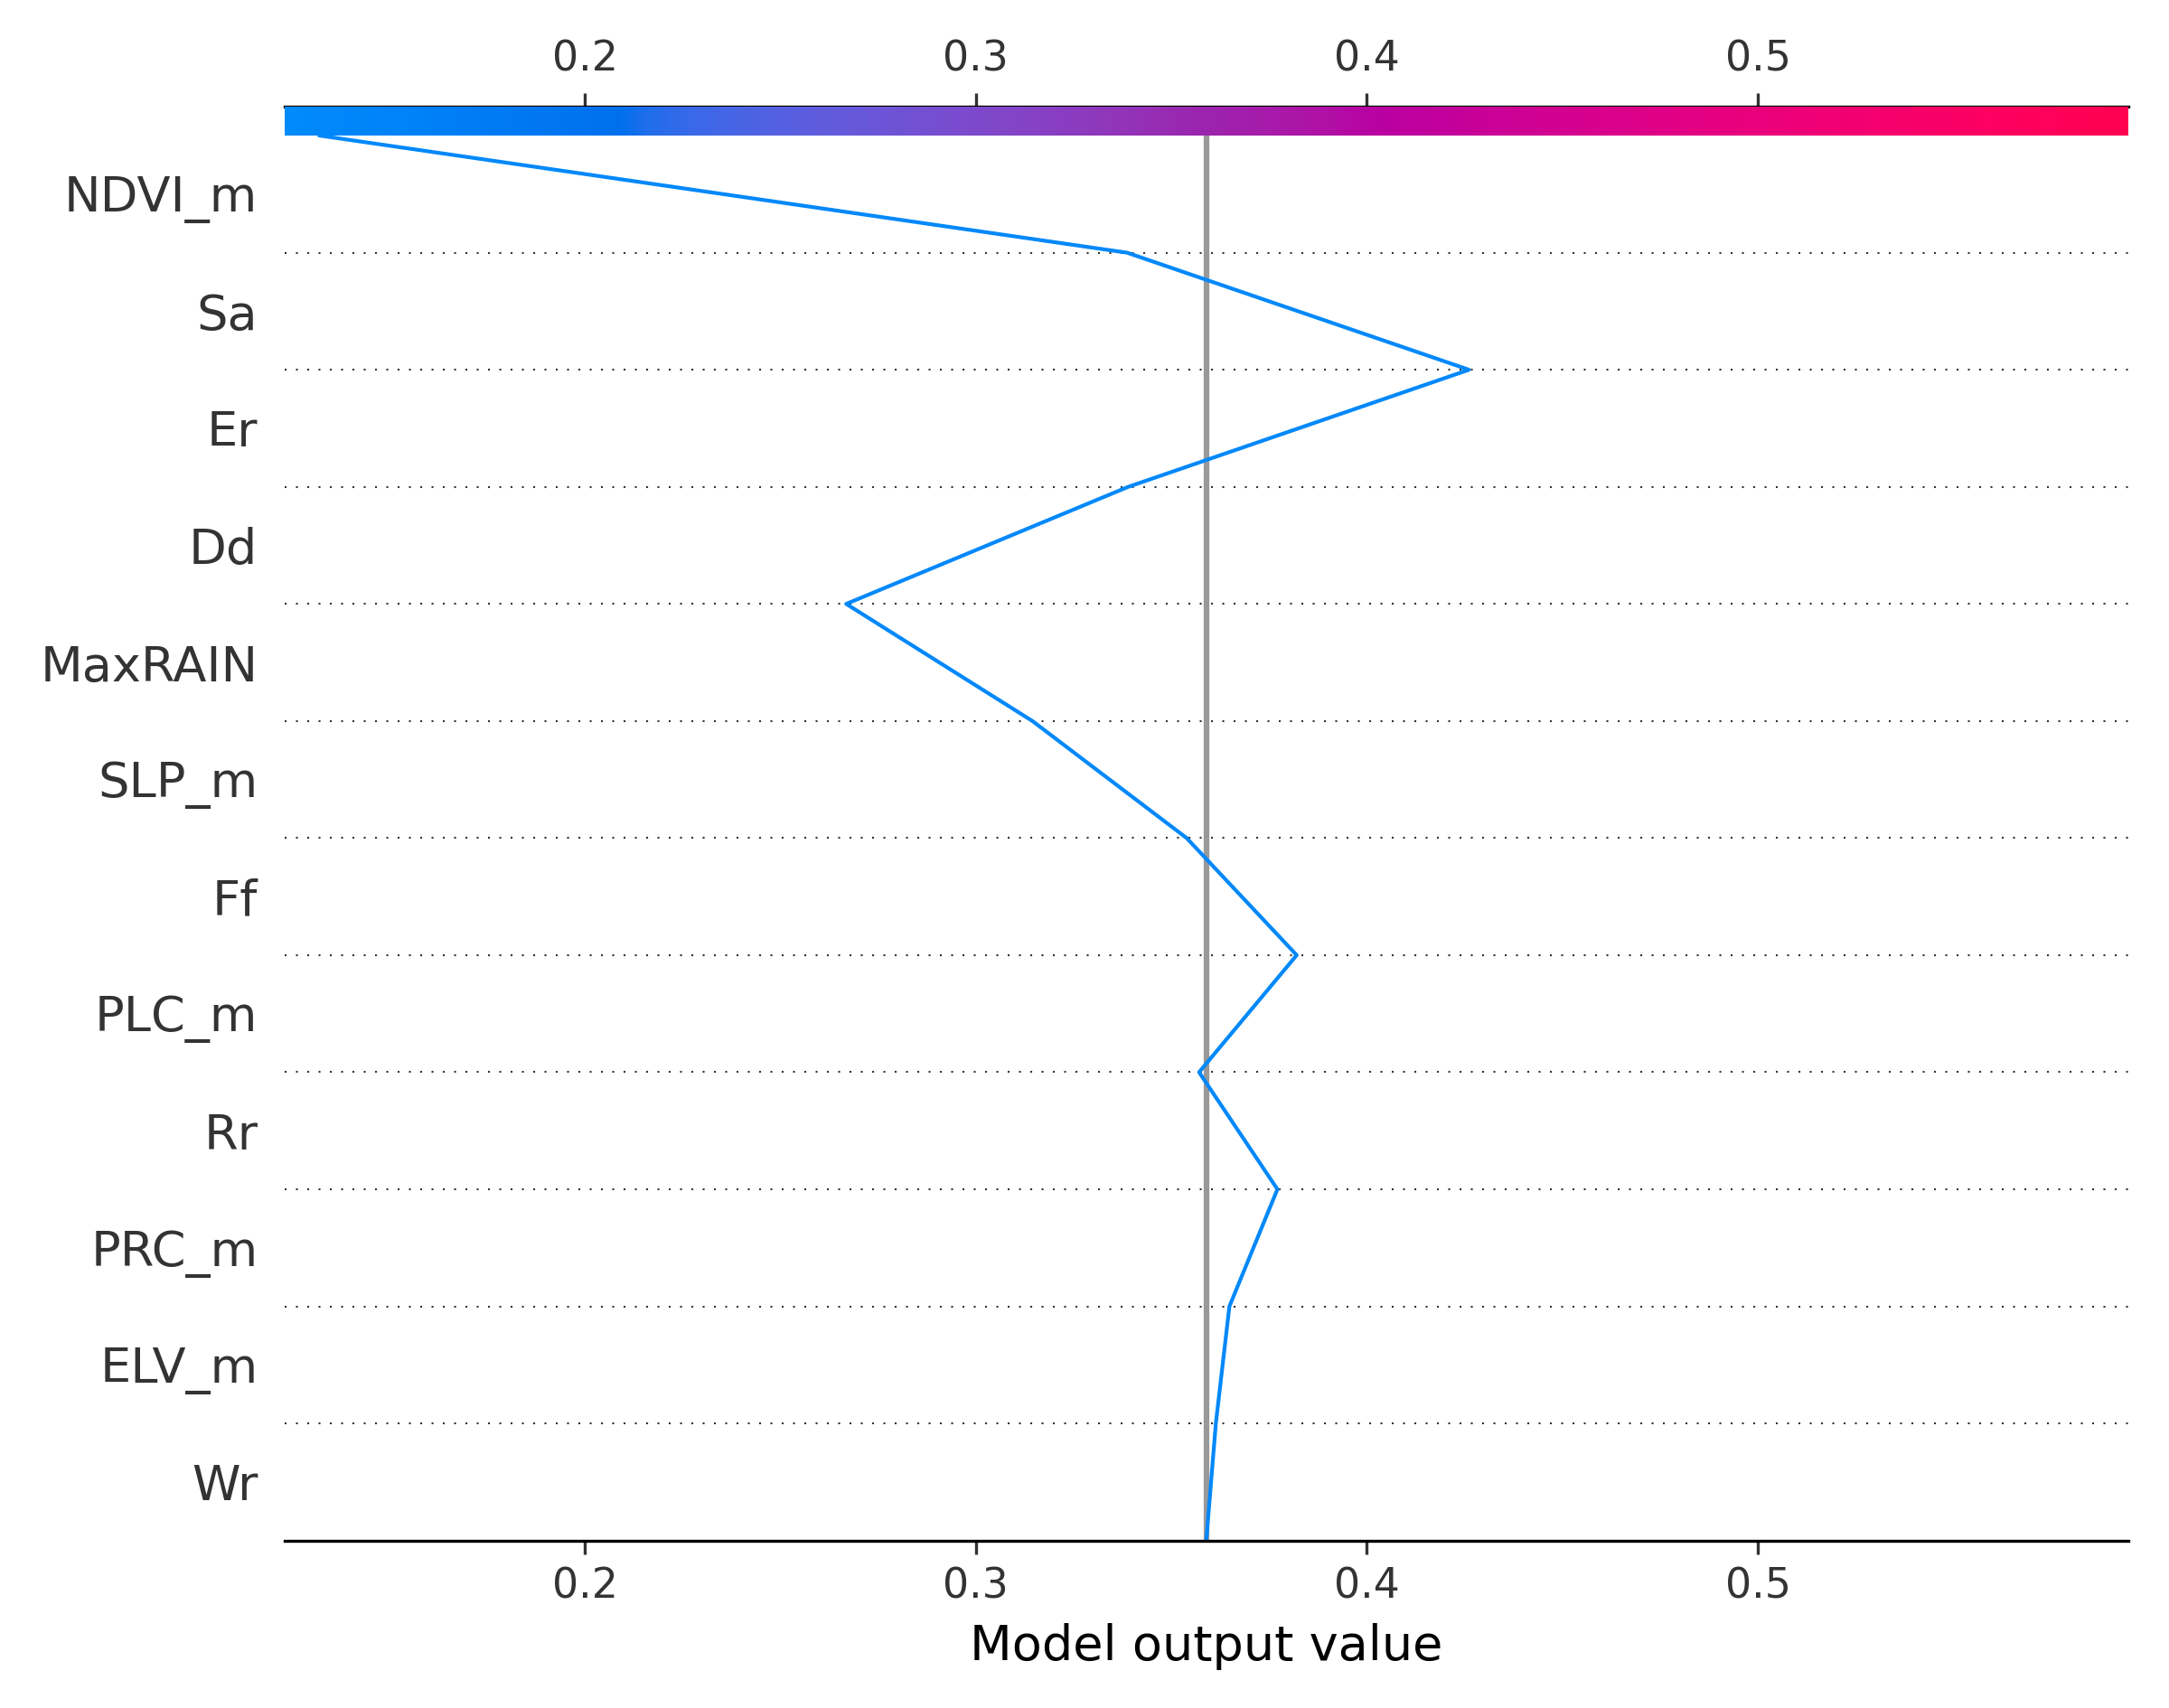 0.2 0.3 0.4 0.5
NDVI_m
Sa
Er
Dd
MaxRAIN
SLP_m
Ff
PLC_m
Rr
PRC_m
ELV_m
Wr
0.2 0.3 0.4 0.5
Model output value